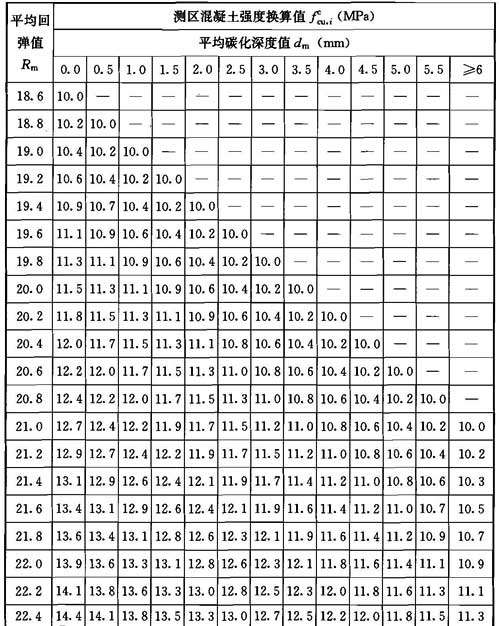 平均回
弹值
Rm
测区混凝土强度换算值 f^c_cu,i (MPa)
平均碳化深度值 dm (mm)
0.0 0.5 1.0 1.5 2.0 2.5 3.0 3.5 4.0 4.5 5.0 5.5 ≥6
18.6 10.0 — — — — — — — — — — — —
18.8 10.2 10.0 — — — — — — — — — — —
19.0 10.4 10.2 10.0 — — — — — — — — — —
19.2 10.6 10.4 10.2 10.0 — — — — — — — — —
19.4 10.9 10.7 10.4 10.2 10.0 — — — — — — — —
19.6 11.1 10.9 10.6 10.4 10.2 10.0 — — — — — — —
19.8 11.3 11.1 10.9 10.6 10.4 10.2 10.0 — — — — — —
20.0 11.5 11.3 11.1 10.9 10.6 10.4 10.2 10.0 — — — — —
20.2 11.8 11.5 11.3 11.1 10.9 10.6 10.4 10.2 10.0 — — — —
20.4 12.0 11.7 11.5 11.3 11.1 10.8 10.6 10.4 10.2 10.0 — — —
20.6 12.2 12.0 11.7 11.5 11.3 11.0 10.8 10.6 10.4 10.2 10.0 — —
20.8 12.4 12.2 12.0 11.7 11.5 11.3 11.0 10.8 10.6 10.4 10.2 10.0 —
21.0 12.7 12.4 12.2 11.9 11.7 11.5 11.2 11.0 10.8 10.6 10.4 10.2 10.0
21.2 12.9 12.7 12.4 12.2 11.9 11.7 11.5 11.2 11.0 10.8 10.6 10.4 10.2
21.4 13.1 12.9 12.6 12.4 12.1 11.9 11.7 11.4 11.2 11.0 10.8 10.6 10.3
21.6 13.4 13.1 12.9 12.6 12.4 12.1 11.9 11.6 11.4 11.2 11.0 10.7 10.5
21.8 13.6 13.4 13.1 12.8 12.6 12.3 12.1 11.9 11.6 11.4 11.2 10.9 10.7
22.0 13.9 13.6 13.3 13.1 12.8 12.6 12.3 12.1 11.8 11.6 11.4 11.1 10.9
22.2 14.1 13.8 13.6 13.3 13.0 12.8 12.5 12.3 12.0 11.8 11.6 11.3 11.1
22.4 14.4 14.1 13.8 13.5 13.3 13.0 12.7 12.5 12.2 12.0 11.8 11.5 11.3